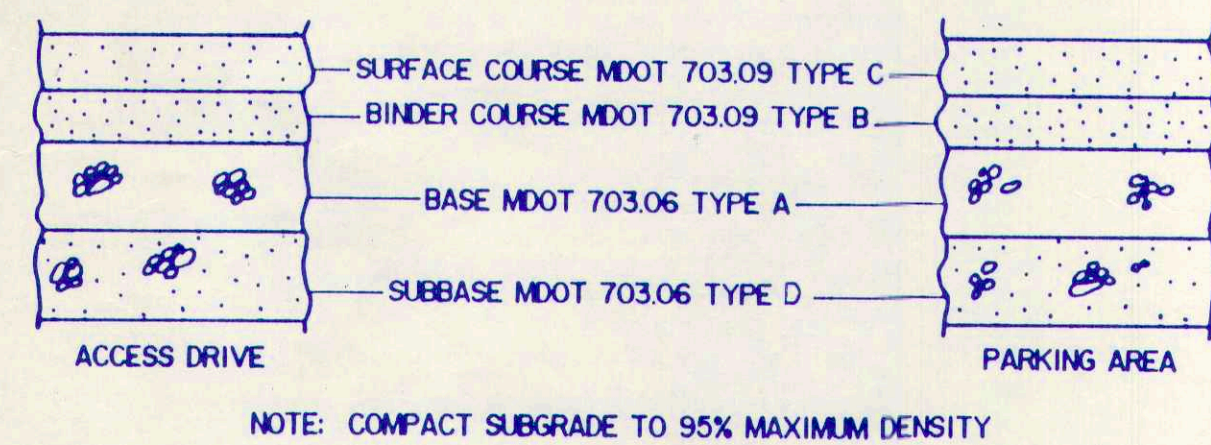 SURFACE COURSE MDOT 703.09 TYPE C
BINDER COURSE MDOT 703.09 TYPE B
BASE MDOT 703.06 TYPE A
SUBBASE MDOT 703.06 TYPE D
ACCESS DRIVE
PARKING AREA
NOTE: COMPACT SUBGRADE TO 95% MAXIMUM DENSITY